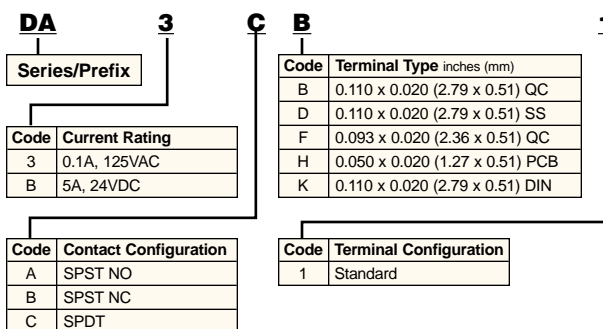 DA 3 C B 1
Series/Prefix
Code Terminal Type inches (mm)
B 0.110 x 0.020 (2.79 x 0.51) QC
D 0.110 x 0.020 (2.79 x 0.51) SS
F 0.093 x 0.020 (2.36 x 0.51) QC
H 0.050 x 0.020 (1.27 x 0.51) PCB
K 0.110 x 0.020 (2.79 x 0.51) DIN
Code Current Rating
3 0.1A, 125VAC
B 5A, 24VDC
Code Contact Configuration
A SPST NO
B SPST NC
C SPDT
Code Terminal Configuration
1 Standard